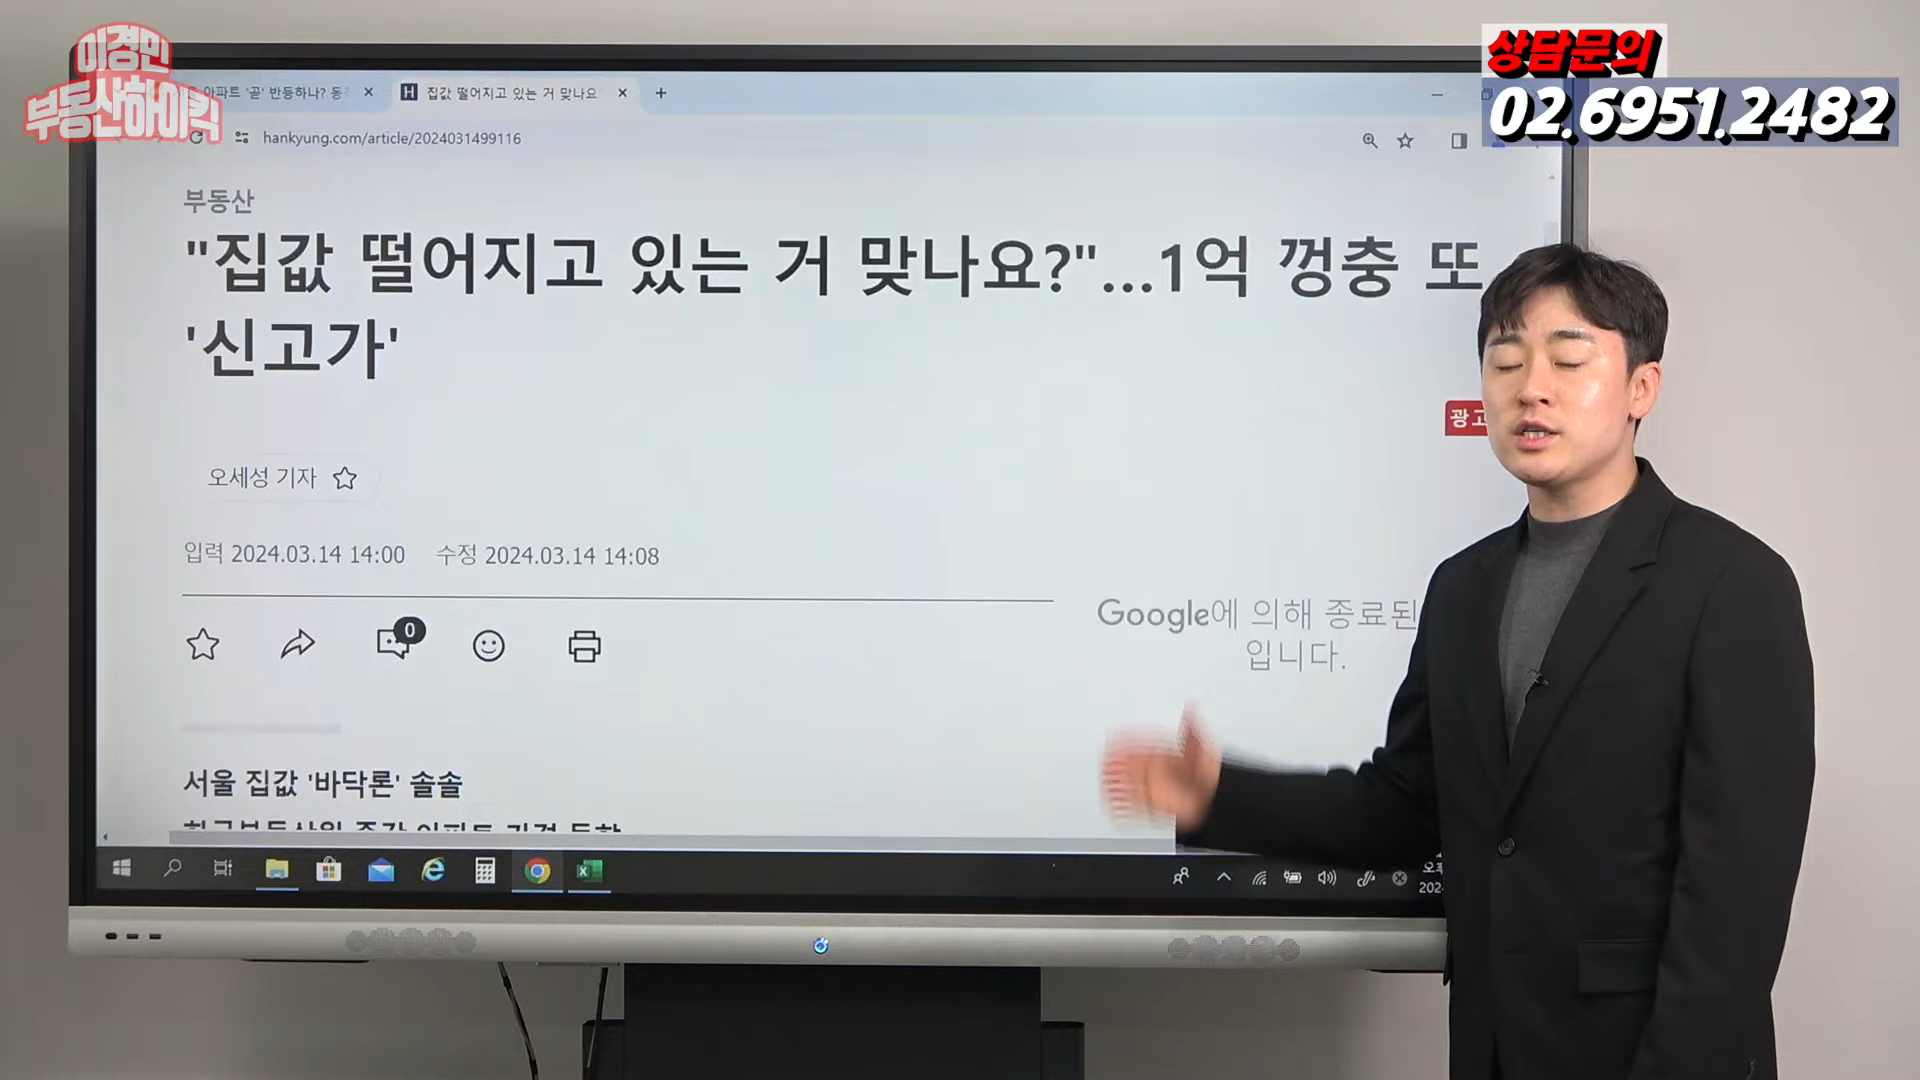 이경민
부동산하이킥
상담문의
02.6951.2482
아파트 '곧' 반등하나?
집값 떨어지고 있는 거 맞나요
hankyung.com/article/2024031499116
부동산
"집값 떨어지고 있는 거 맞나요?"...1억 껑충 또
'신고가'
광고
오세성 기자
입력 2024.03.14 14:00 수정 2024.03.14 14:08
0
Google에 의해 종료된
입니다.
서울 집값 '바닥론' 솔솔